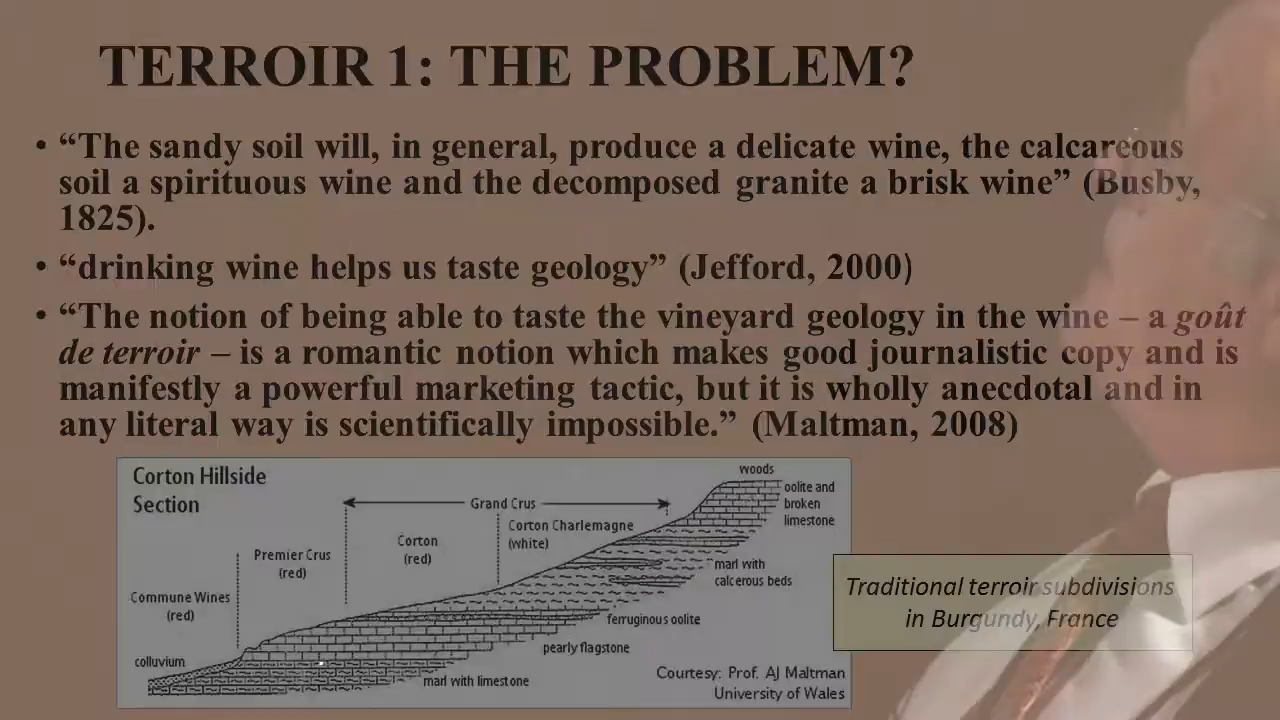 TERROIR 1: THE PROBLEM?
• “The sandy soil will, in general, produce a delicate wine, the calcareous
soil a spirituous wine and the decomposed granite a brisk wine” (Busby,
1825).
• “drinking wine helps us taste geology” (Jefford, 2000)
• “The notion of being able to taste the vineyard geology in the wine – a goût
de terroir – is a romantic notion which makes good journalistic copy and is
manifestly a powerful marketing tactic, but it is wholly anecdotal and in
any literal way is scientifically impossible.” (Maltman, 2008)
Corton Hillside
Section
woods
oolite and
broken
limestone
Grand Crus
Corton Charlemagne
(white)
Corton
(red)
Premier Crus
(red)
Commune Wines
(red)
marl with
calcerous beds
ferruginous oolite
pearly flagstone
colluvium
marl with limestone
Courtesy: Prof. AJ Maltman
University of Wales
Traditional terroir subdivisions
in Burgundy, France